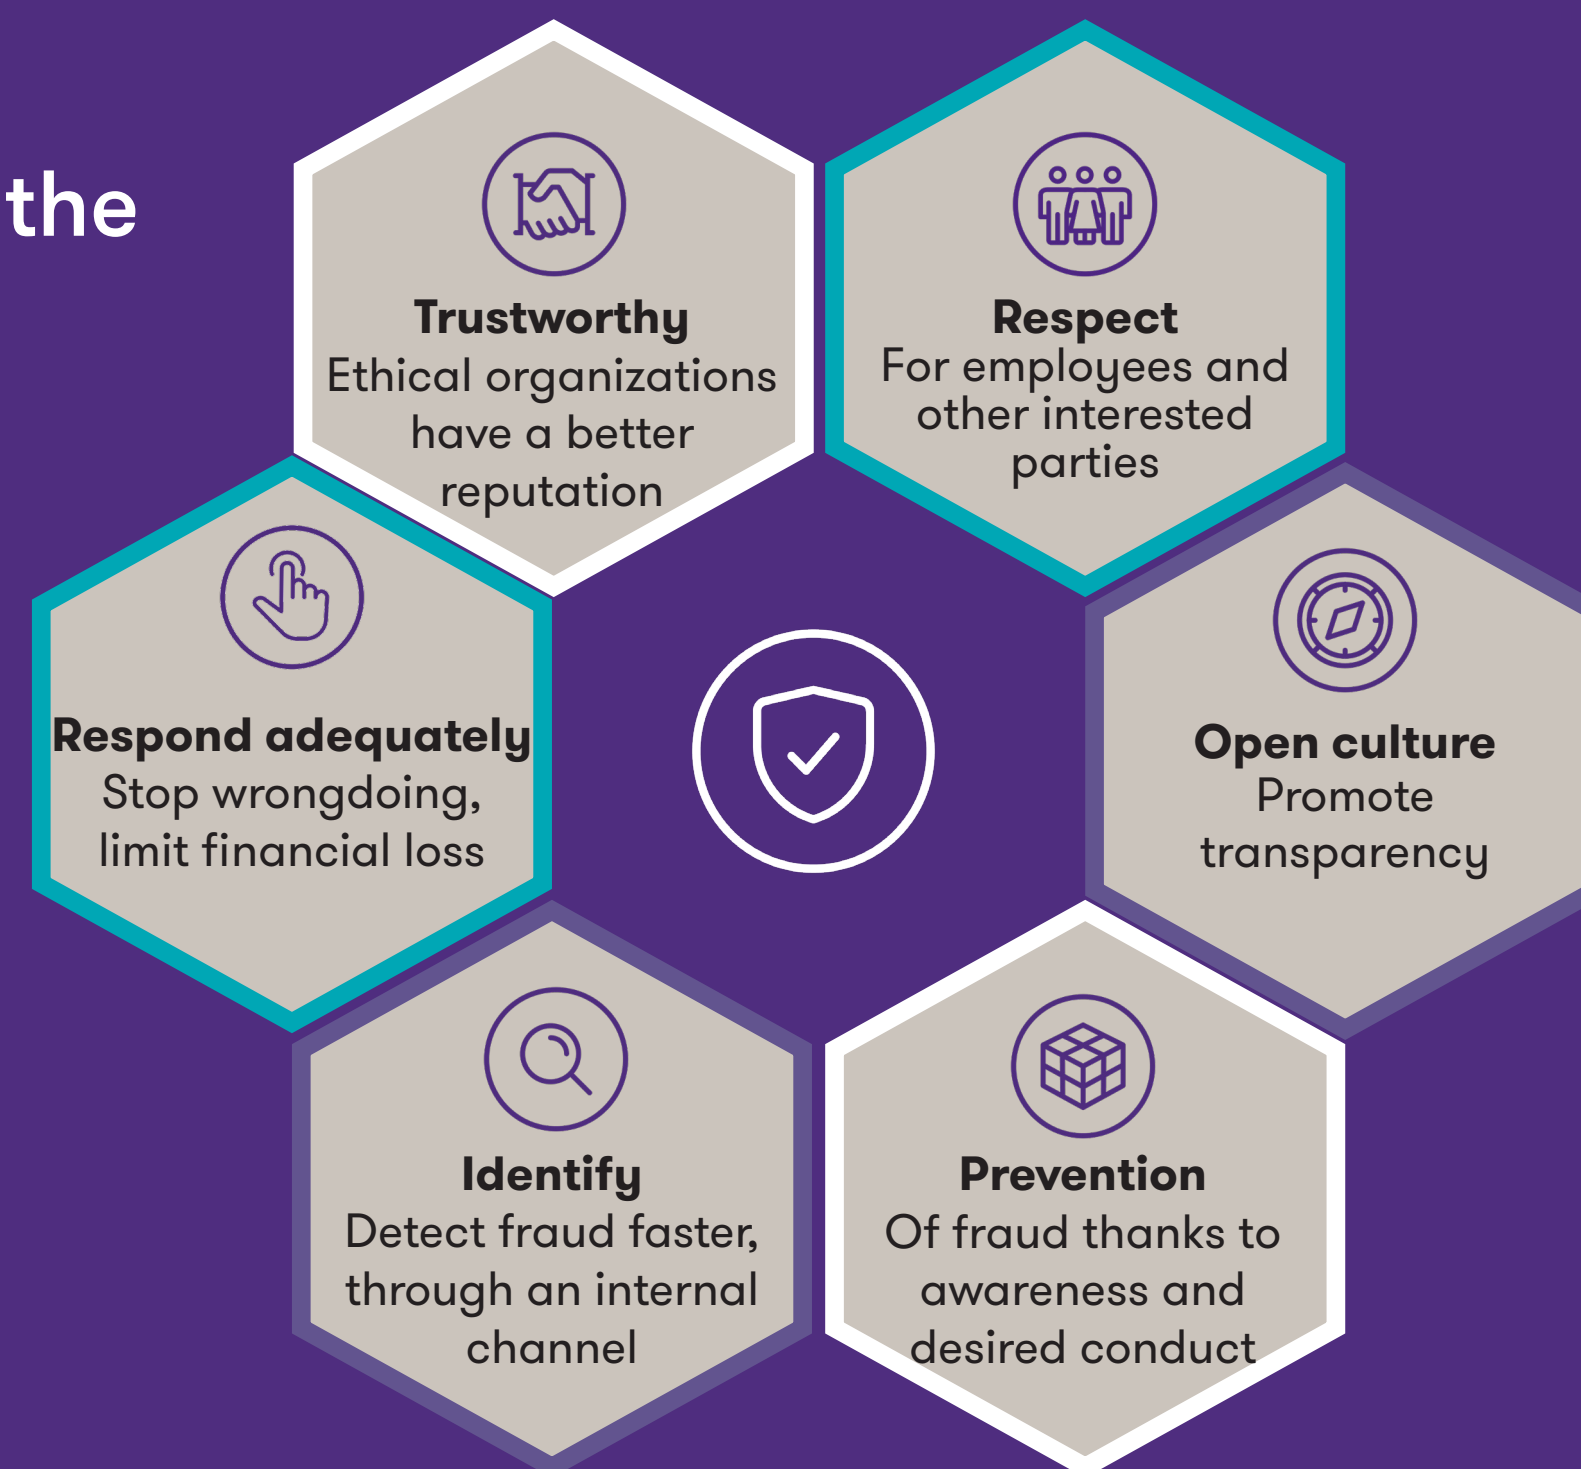 the
Trustworthy
Ethical organizations
have a better
reputation
Respect
For employees and
other interested
parties
Respond adequately
Stop wrongdoing,
limit financial loss
Open culture
Promote
transparency
Identify
Detect fraud faster,
through an internal
channel
Prevention
Of fraud thanks to
awareness and
desired conduct